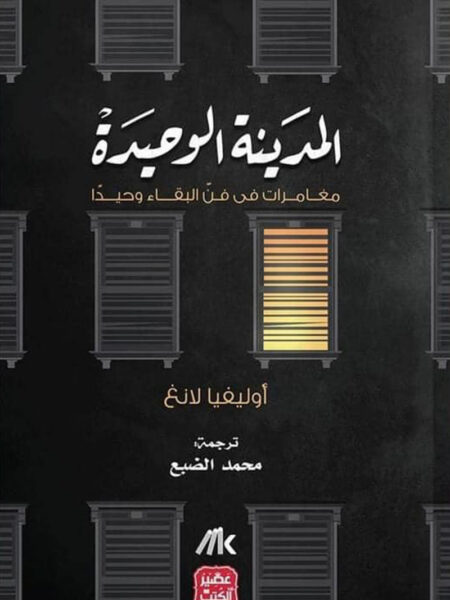 المدينة الوحيدة
مغامرات في فنّ البقاء وحيدًا
أوليفيا لانغ
ترجمة:
محمد الضبع
عصير
الكتب